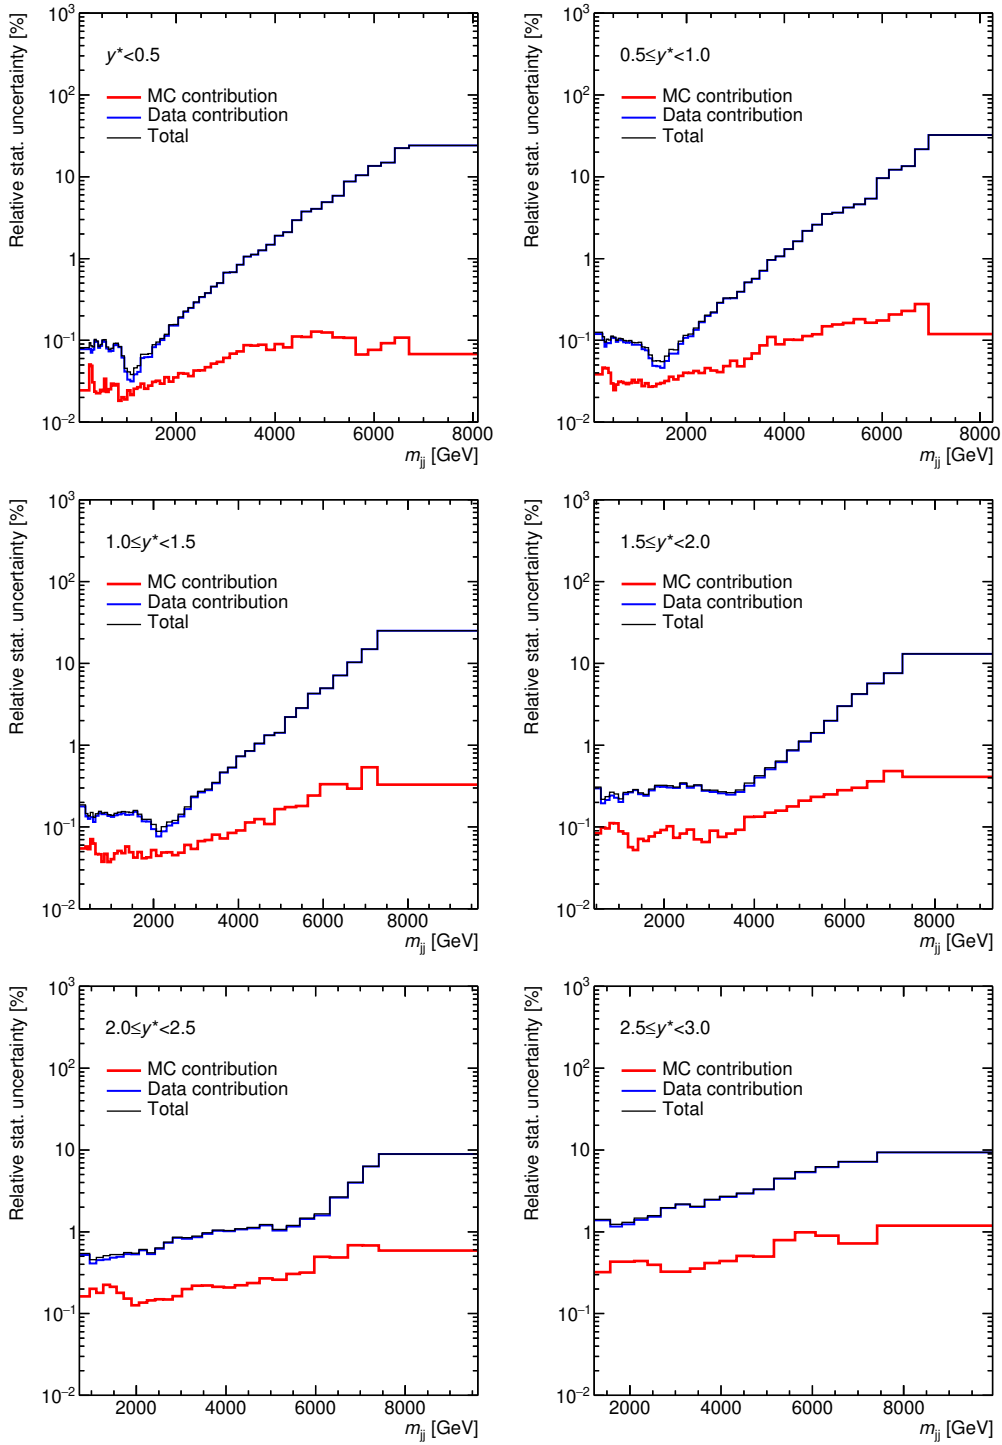 Relative stat. uncertainty [%]
y*<0.5
MC contribution
Data contribution
Total
10³
10²
10
1
10⁻¹
10⁻²
2000 4000 6000 8000
m_jj [GeV]
Relative stat. uncertainty [%]
0.5≤y*<1.0
MC contribution
Data contribution
Total
10³
10²
10
1
10⁻¹
10⁻²
2000 4000 6000 8000
m_jj [GeV]
Relative stat. uncertainty [%]
1.0≤y*<1.5
MC contribution
Data contribution
Total
10³
10²
10
1
10⁻¹
10⁻²
2000 4000 6000 8000
m_jj [GeV]
Relative stat. uncertainty [%]
1.5≤y*<2.0
MC contribution
Data contribution
Total
10³
10²
10
1
10⁻¹
10⁻²
2000 4000 6000 8000
m_jj [GeV]
Relative stat. uncertainty [%]
2.0≤y*<2.5
MC contribution
Data contribution
Total
10³
10²
10
1
10⁻¹
10⁻²
2000 4000 6000 8000
m_jj [GeV]
Relative stat. uncertainty [%]
2.5≤y*<3.0
MC contribution
Data contribution
Total
10³
10²
10
1
10⁻¹
10⁻²
2000 4000 6000 8000
m_jj [GeV]